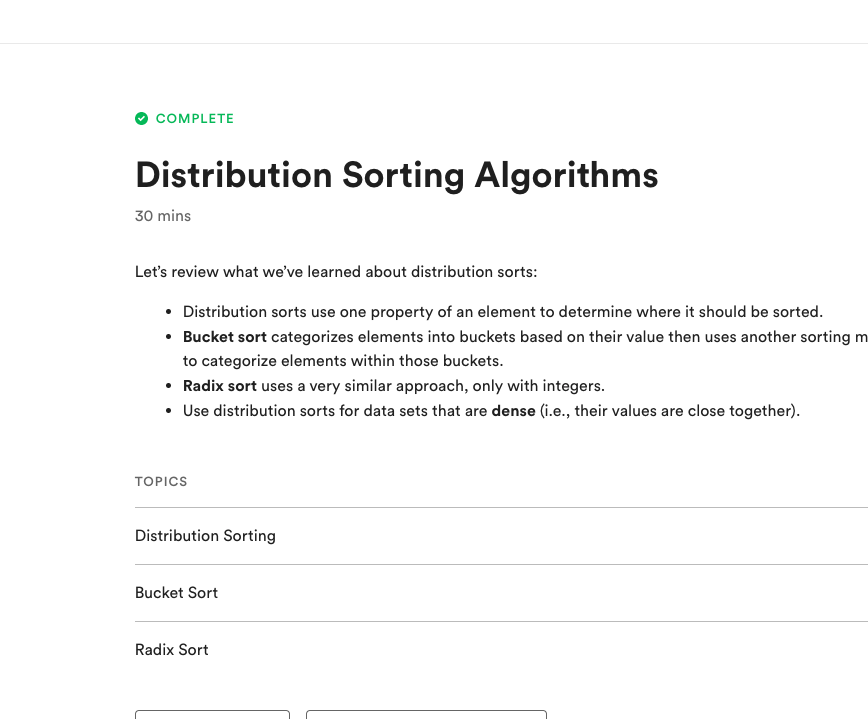 COMPLETE
Distribution Sorting Algorithms
30 mins
Let’s review what we’ve learned about distribution sorts:
• Distribution sorts use one property of an element to determine where it should be sorted.
• Bucket sort categorizes elements into buckets based on their value then uses another sorting
to categorize elements within those buckets.
• Radix sort uses a very similar approach, only with integers.
• Use distribution sorts for data sets that are dense (i.e., their values are close together).
TOPICS
Distribution Sorting
Bucket Sort
Radix Sort